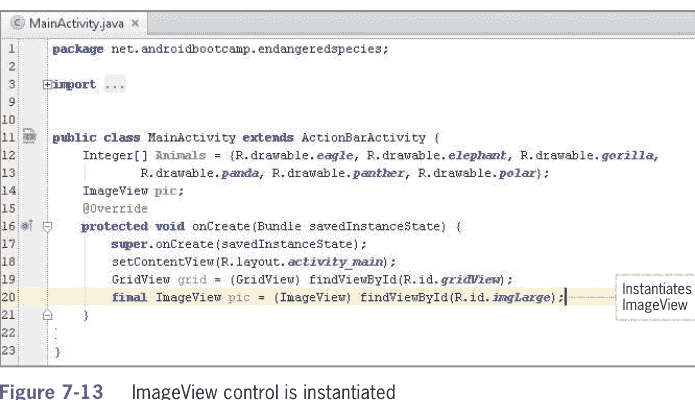 MainActivity.java ×
1 package net.androidbootcamp.endangeredspecies;
2
3 import ...
9
10
11 public class MainActivity extends ActionBarActivity {
12 Integer[] Animals = {R.drawable.eagle, R.drawable.elephant, R.drawable.gorilla,
13 R.drawable.panda, R.drawable.panther, R.drawable.polar};
14 ImageView pic;
15 @Override
16 protected void onCreate(Bundle savedInstanceState) {
17 super.onCreate(savedInstanceState);
18 setContentView(R.layout.activity_main);
19 GridView grid = (GridView) findViewById(R.id.gridView);
20 final ImageView pic = (ImageView) findViewById(R.id.imgLarge);
Instantiates
ImageView
21 }
22
23 }
Figure 7-13 ImageView control is instantiated